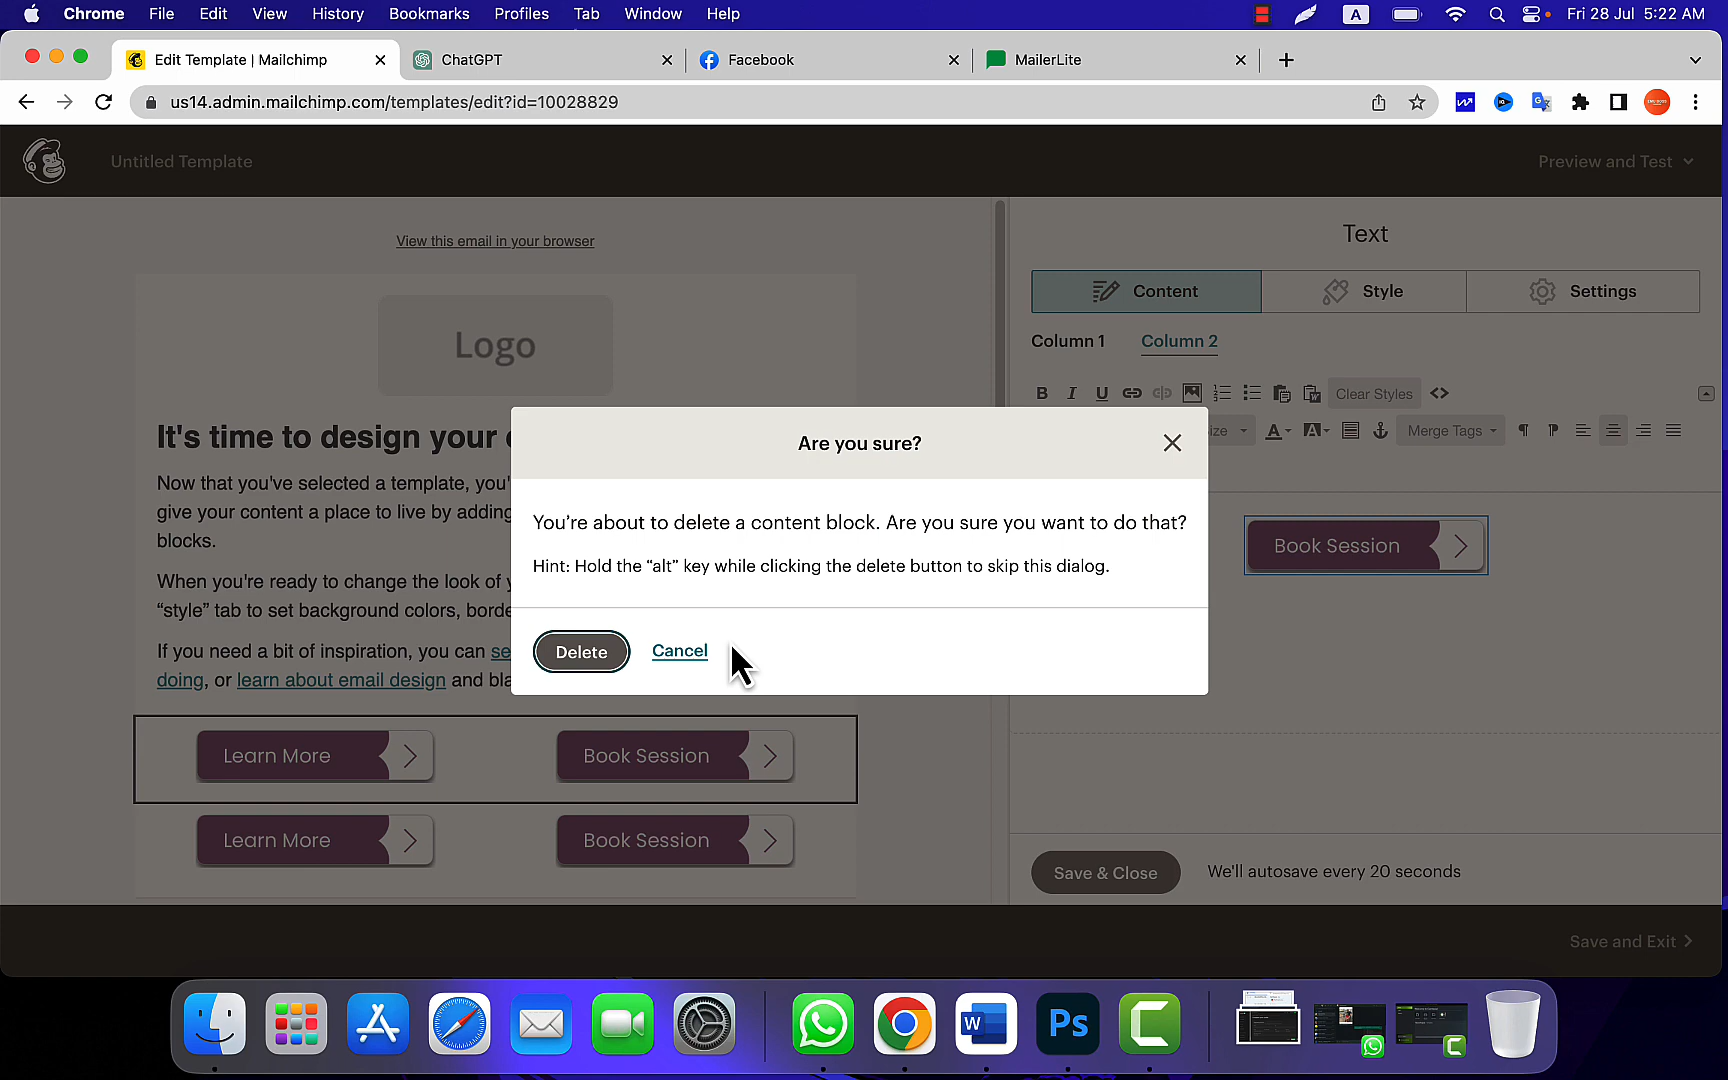 Chrome File Edit View History Bookmarks Profiles Tab Window Help A Fri 28 Jul 5:22 AM
Edit Template | Mailchimp ChatGPT Facebook MailerLite
us14.admin.mailchimp.com/templates/edit?id=10028829
Untitled Template Preview and Test
View this email in your browser
Logo
It's time to design your
Now that you've selected a template, you'
give your content a place to live by adding
blocks.
When you're ready to change the look of
“style” tab to set background colors, borde
If you need a bit of inspiration, you can se
doing, or learn about email design and bla
Learn More Book Session
Learn More Book Session
Text
Content Style Settings
Column 1 Column 2
B I U Clear Styles
ize A A Merge Tags
Book Session
Save & Close We'll autosave every 20 seconds
Save and Exit
Are you sure?
You’re about to delete a content block. Are you sure you want to do that?
Hint: Hold the “alt” key while clicking the delete button to skip this dialog.
Delete Cancel
W Ps C